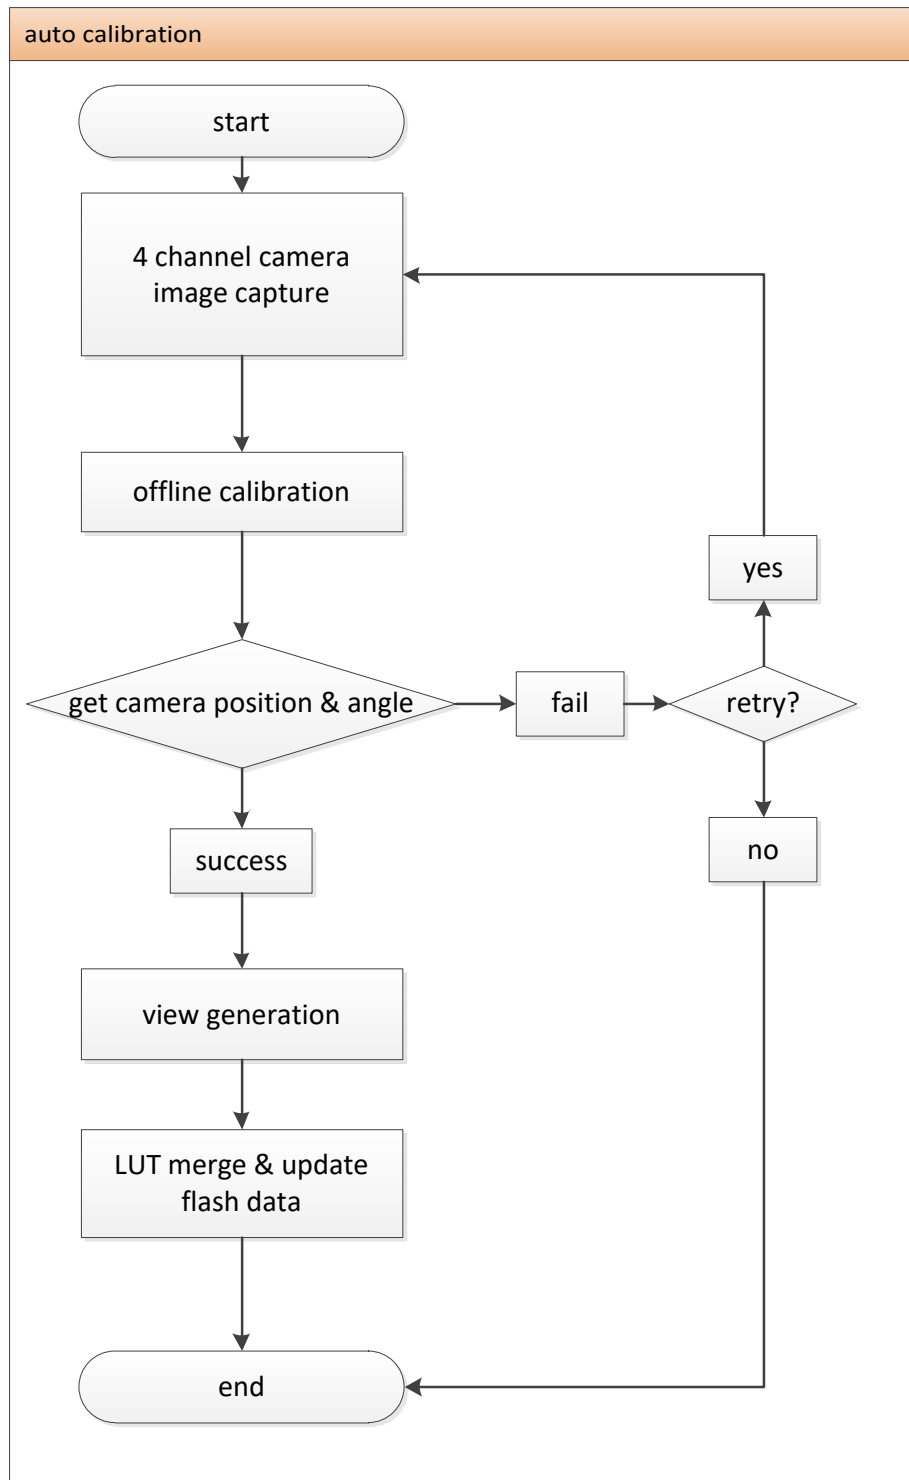 auto calibration
start
4 channel camera
image capture
offline calibration
yes
get camera position & angle
fail
retry?
success
no
view generation
LUT merge & update
flash data
end